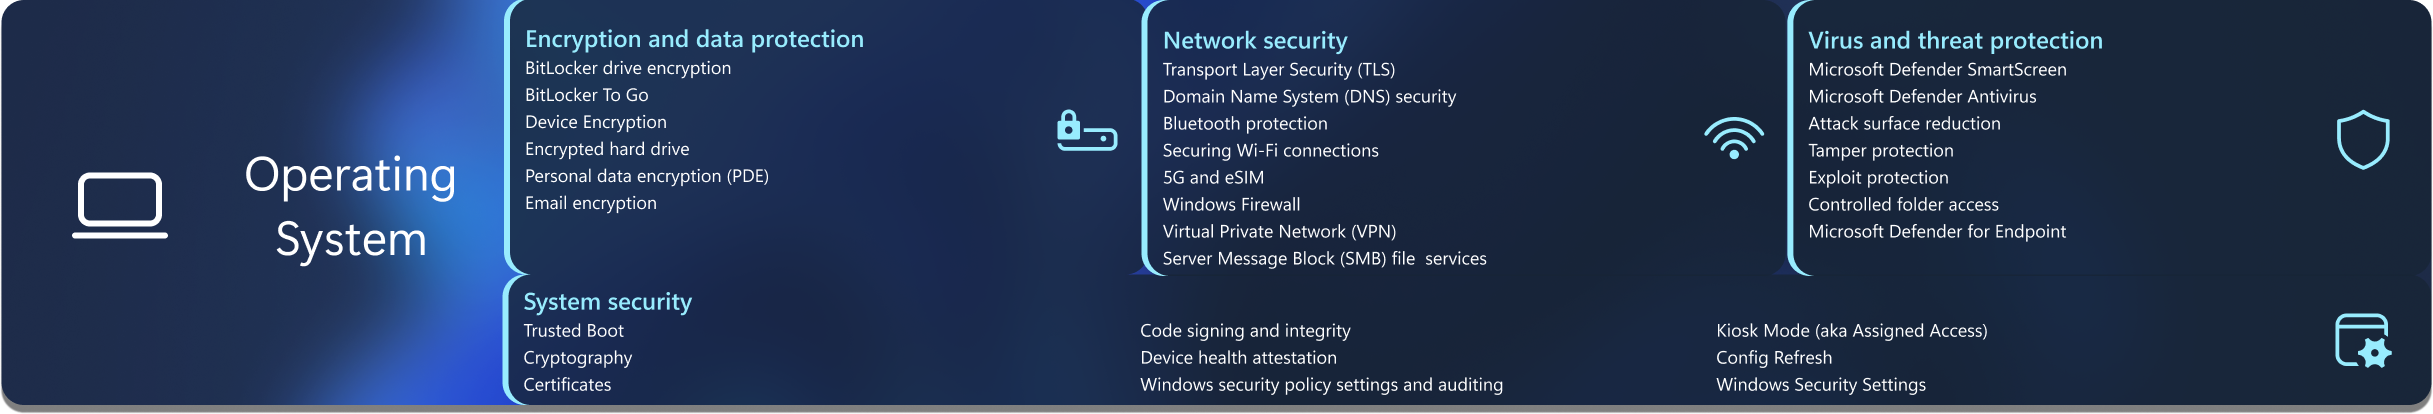 Operating
System
Encryption and data protection
BitLocker drive encryption
BitLocker To Go
Device Encryption
Encrypted hard drive
Personal data encryption (PDE)
Email encryption
Network security
Transport Layer Security (TLS)
Domain Name System (DNS) security
Bluetooth protection
Securing Wi-Fi connections
5G and eSIM
Windows Firewall
Virtual Private Network (VPN)
Server Message Block (SMB) file  services
Virus and threat protection
Microsoft Defender SmartScreen
Microsoft Defender Antivirus
Attack surface reduction
Tamper protection
Exploit protection
Controlled folder access
Microsoft Defender for Endpoint
System security
Trusted Boot
Cryptography
Certificates
Code signing and integrity
Device health attestation
Windows security policy settings and auditing
Kiosk Mode (aka Assigned Access)
Config Refresh
Windows Security Settings